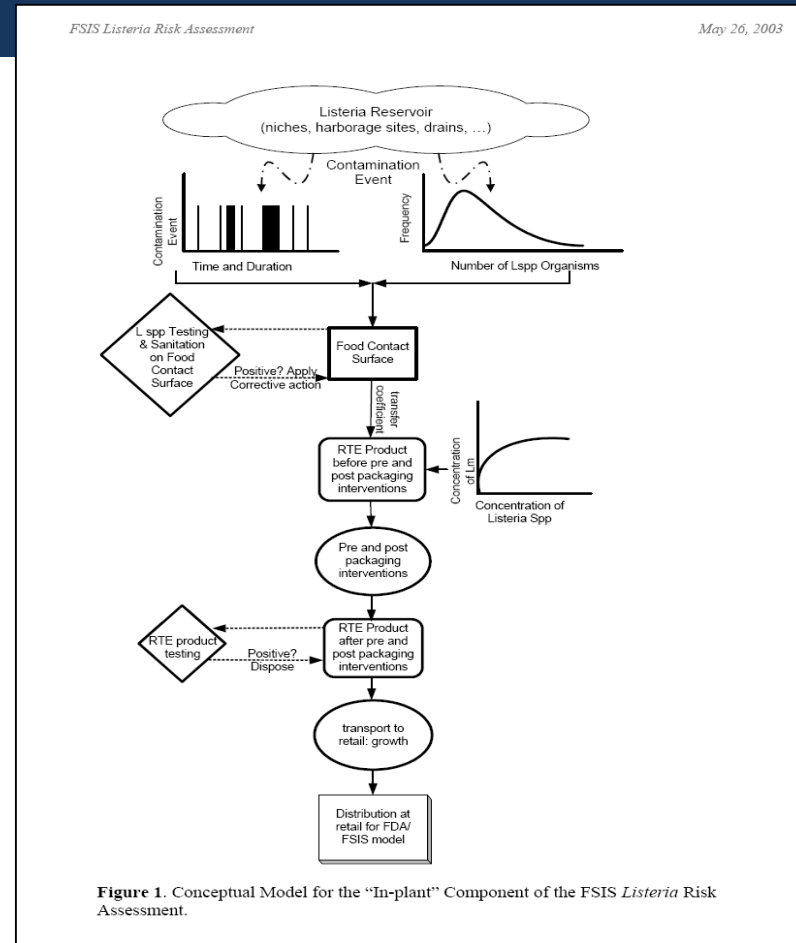 FSIS Listeria Risk Assessment
May 26, 2003
Listeria Reservoir
(niches, harborage sites, drains, …)
Contamination
Event
Contamination
Event
Time and Duration
Frequency
Number of Lspp Organisms
L spp Testing
& Sanitation
on Food
Contact
Surface
Positive? Apply
Corrective action
Food Contact
Surface
transfer
coefficient
RTE Product
before pre and
post packaging
interventions
Concentration
of Lm
Concentration of
Listeria Spp
Pre and post
packaging
interventions
RTE product
testing
Positive?
Dispose
RTE Product
after pre and
post packaging
interventions
transport to
retail: growth
Distribution at
retail for FDA/
FSIS model
Figure 1. Conceptual Model for the “In-plant” Component of the FSIS Listeria Risk
Assessment.